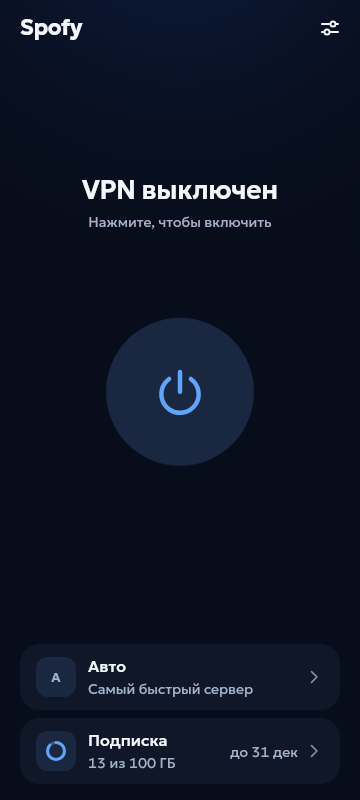 Spofy
VPN выключен
Нажмите, чтобы включить
A
Авто
Самый быстрый сервер
Подписка
13 из 100 ГБ
до 31 дек